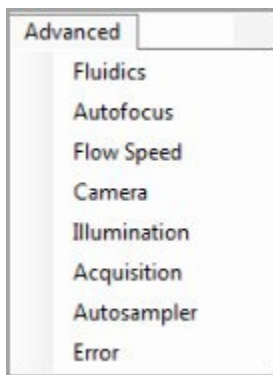 Advanced
Fluidics
Autofocus
Flow Speed
Camera
Illumination
Acquisition
Autosampler
Error